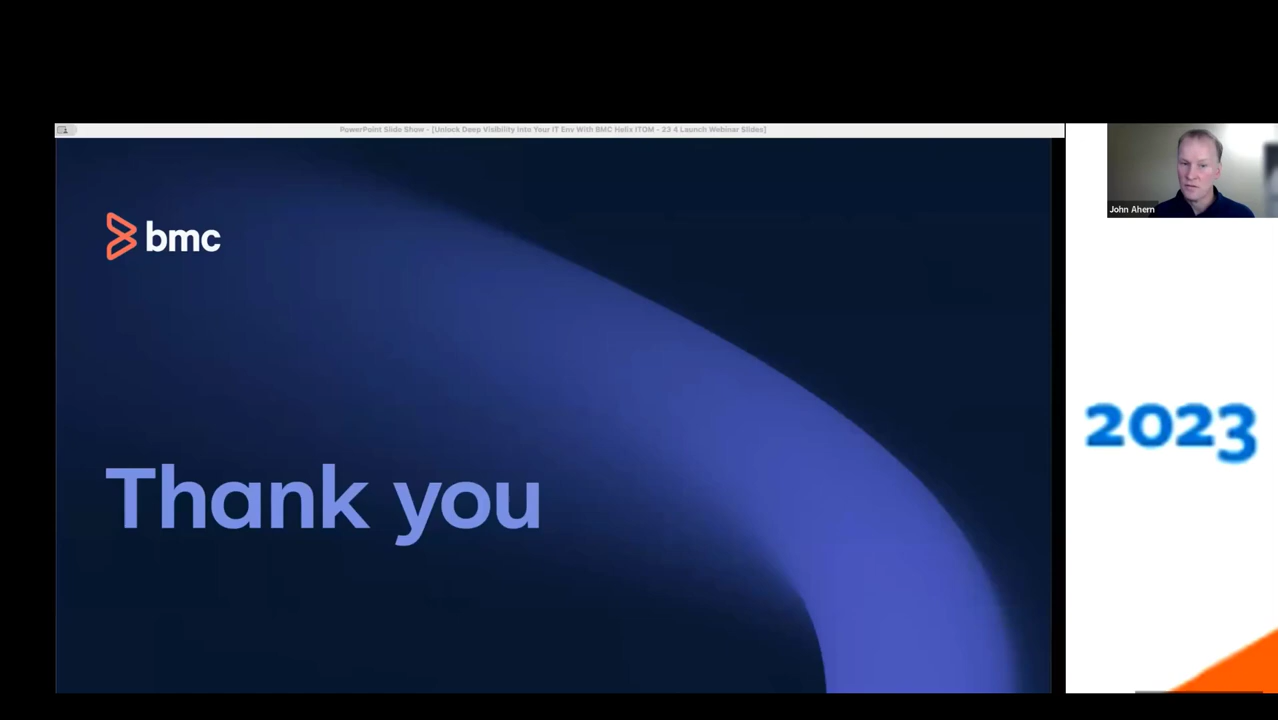 PowerPoint Slide Show - [Unlock Deep Visibility Into Your IT Env With BMC Helix ITOM - 23 4 Launch Webinar Slides]
bmc
John Ahern
2023
Thank you